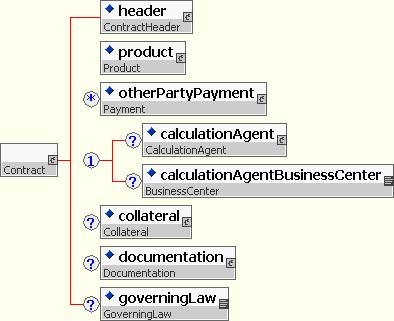 header
ContractHeader
product
Product
* otherPartyPayment
Payment
? calculationAgent
CalculationAgent
Contract
1
? calculationAgentBusinessCenter
BusinessCenter
? collateral
Collateral
? documentation
Documentation
? governingLaw
GoverningLaw